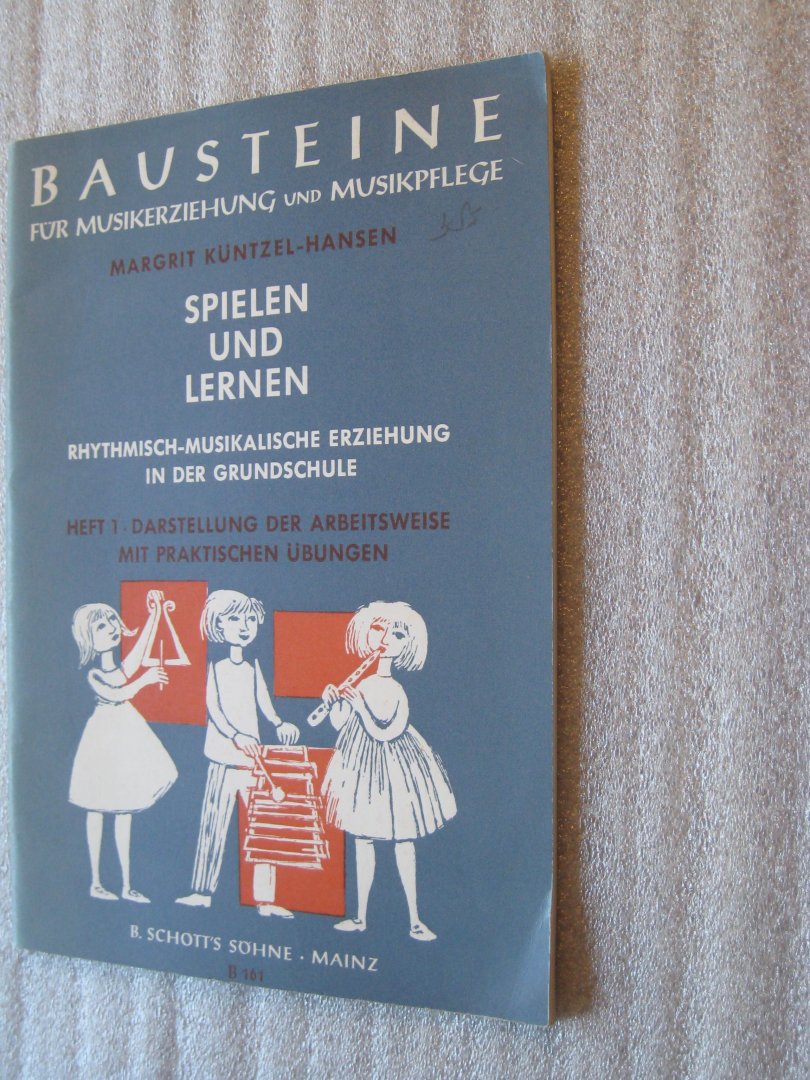 BAUSTEINE
FÜR MUSIKERZIEHUNG UND MUSIKPFLEGE
MARGRIT KÜNTZEL-HANSEN
SPIELEN
UND
LERNEN
RHYTHMISCH-MUSIKALISCHE ERZIEHUNG
IN DER GRUNDSCHULE
HEFT 1 · DARSTELLUNG DER ARBEITSWEISE
MIT PRAKTISCHEN ÜBUNGEN
B. SCHOTT'S SÖHNE · MAINZ
B 161